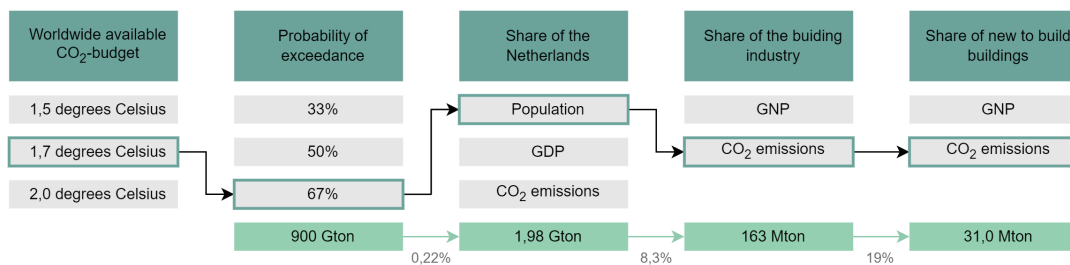 Worldwide available
CO₂-budget
Probability of
exceedance
Share of the
Netherlands
Share of the buiding
industry
Share of new to build
buildings
1,5 degrees Celsius
33%
Population
GNP
GNP
1,7 degrees Celsius
50%
GDP
CO₂ emissions
CO₂ emissions
2,0 degrees Celsius
67%
CO₂ emissions
900 Gton
1,98 Gton
163 Mton
31,0 Mton
0,22%
8,3%
19%